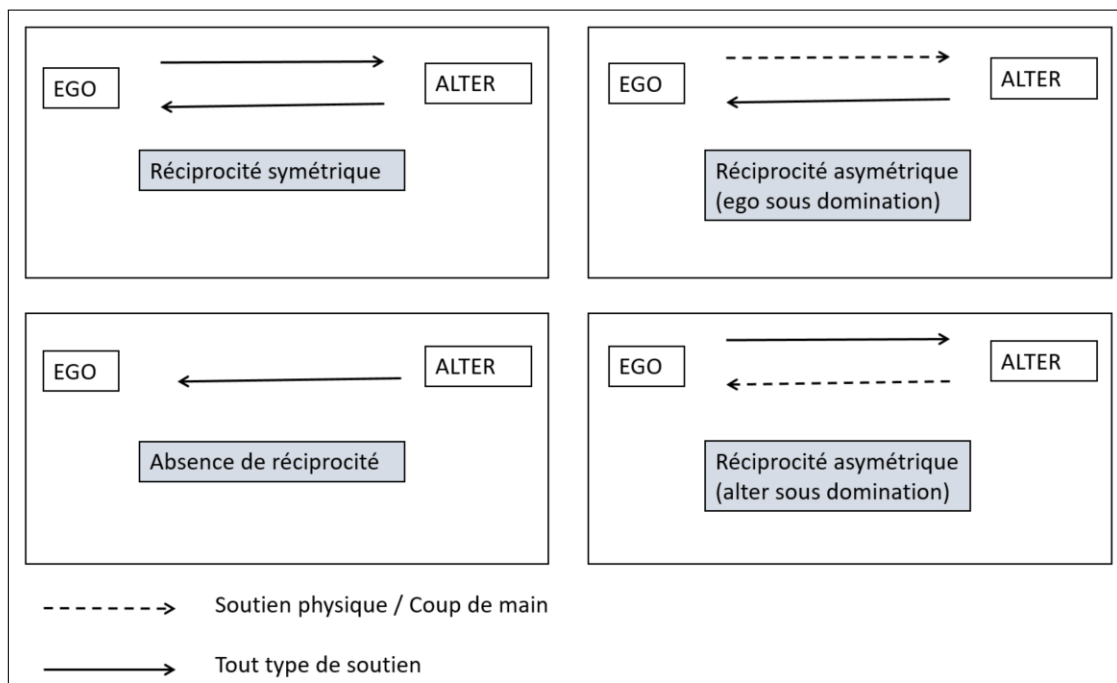 EGO
ALTER
Réciprocité symétrique
EGO
ALTER
Réciprocité asymétrique
(ego sous domination)
EGO
ALTER
Absence de réciprocité
EGO
ALTER
Réciprocité asymétrique
(alter sous domination)
Soutien physique / Coup de main
Tout type de soutien